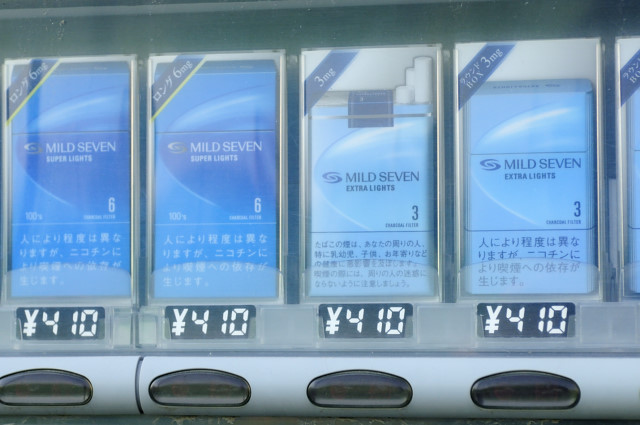 ロング 6mg
MILD SEVEN
SUPER LIGHTS
6
100's
CHARCOAL FILTER
人により程度は異な
りますが、ニコチンに
より喫煙への依存が
生じます。
¥410
ロング 6mg
MILD SEVEN
SUPER LIGHTS
6
100's
CHARCOAL FILTER
人により程度は異な
りますが、ニコチンに
より喫煙への依存が
生じます。
¥410
3mg
MILD SEVEN
EXTRA LIGHTS
3
CHARCOAL FILTER
たばこの煙は、あなたの周りの人、
特に乳幼児、子供、お年寄りなど
の健康に悪影響を及ぼします。
喫煙の際には、周りの人の迷惑に
ならないように注意しましょう。
¥410
ラウンド 3mg
BOX
MILD SEVEN
EXTRA LIGHTS
3
CHARCOAL FILTER
人により程度は異な
りますが、ニコチンに
より喫煙への依存が
生じます。
¥410